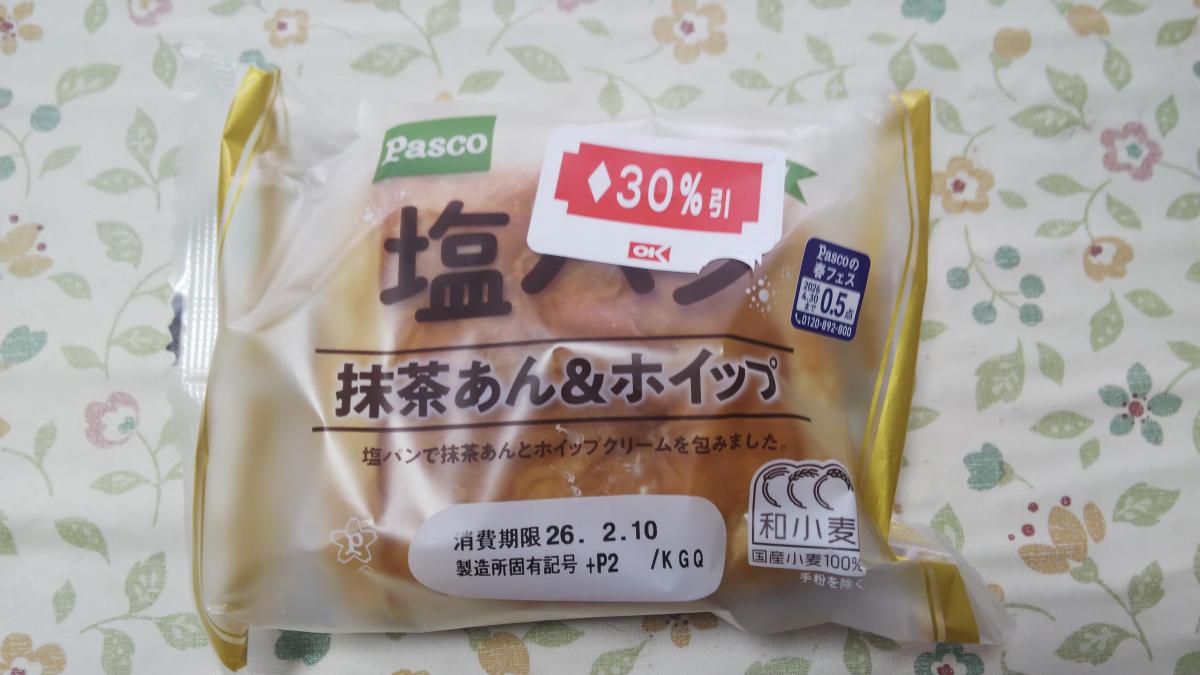 Pasco
◆30%引
OK
塩パン
Pascoの
春フェス
2026
4.30
まで
0.5点
0120-892-800
抹茶あん&ホイップ
塩パンで抹茶あんとホイップクリームを包みました。
消費期限 26. 2.10
製造所固有記号 +P2 /KGQ
和小麦
国産小麦100%
手粉を除く